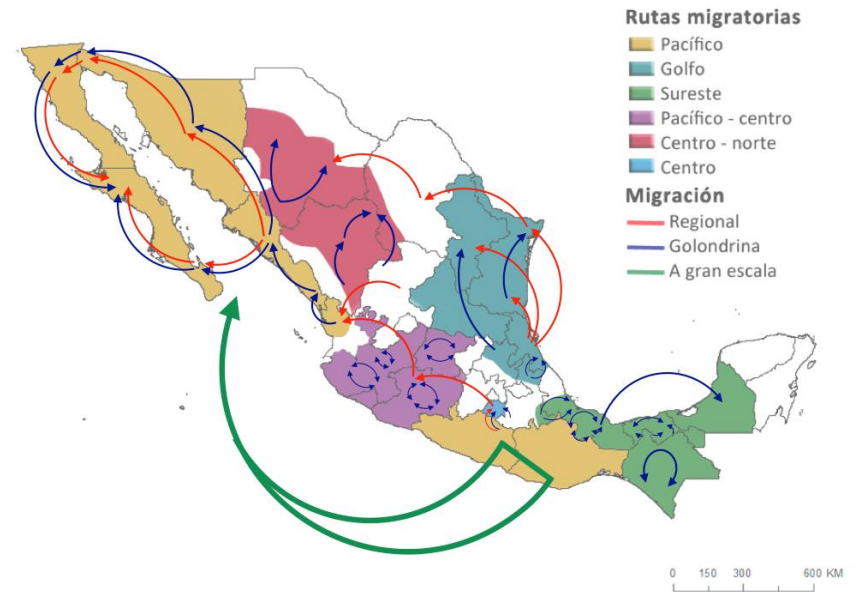 Rutas migratorias
Pacífico
Golfo
Sureste
Pacífico - centro
Centro - norte
Centro
Migración
Regional
Golondrina
A gran escala
0 150 300 600 KM